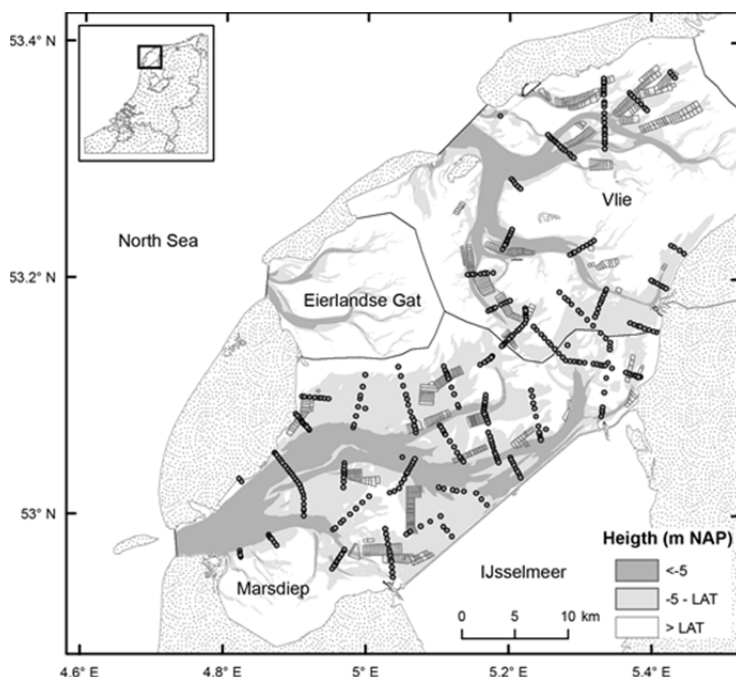 53.4° N
53.2° N
53° N
North Sea
Vlie
Eierlandse Gat
Marsdiep
IJsselmeer
Heigth (m NAP)
<-5
-5 - LAT
> LAT
0 5 10 km
4.6° E 4.8° E 5° E 5.2° E 5.4° E